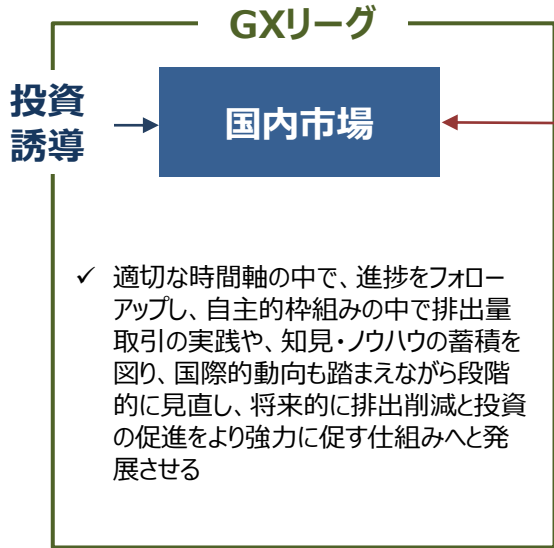 GXリーグ
投資
誘導
国内市場
✓ 適切な時間軸の中で、進捗をフォロー
アップし、自主的枠組みの中で排出量
取引の実践や、知見・ノウハウの蓄積を
図り、国際的動向も踏まえながら段階
的に見直し、将来的に排出削減と投資
の促進をより強力に促す仕組みへと発
展させる